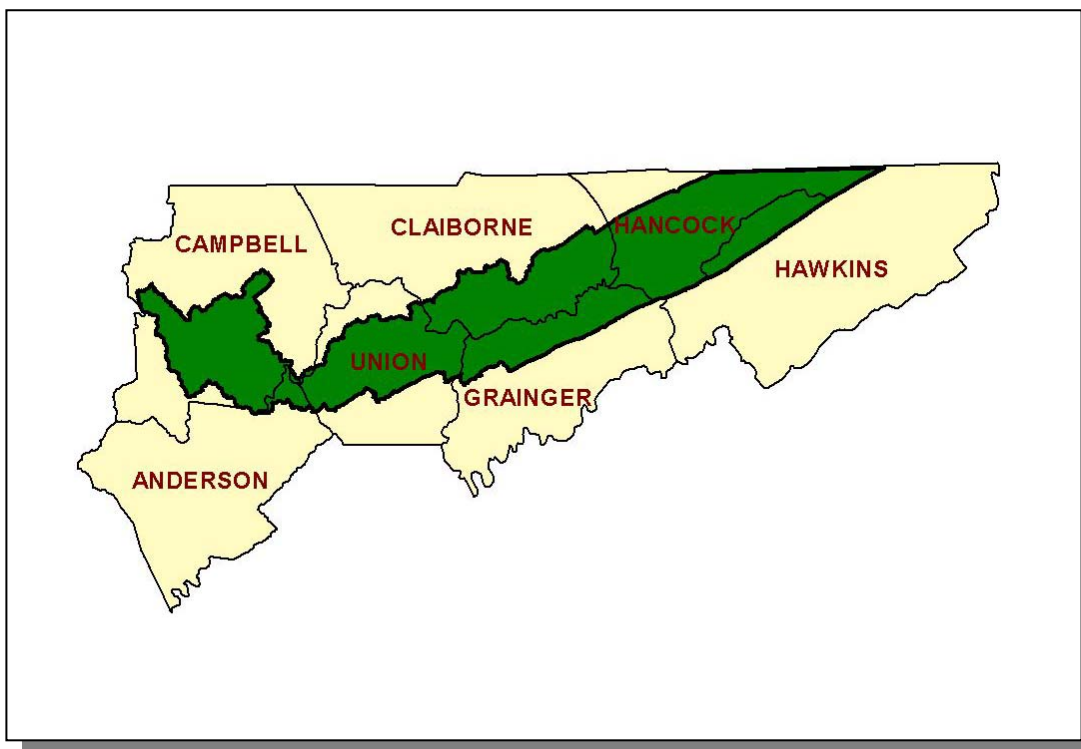 CLAIBORNE
HANCOCK
CAMPBELL
HAWKINS
UNION
GRAINGER
ANDERSON